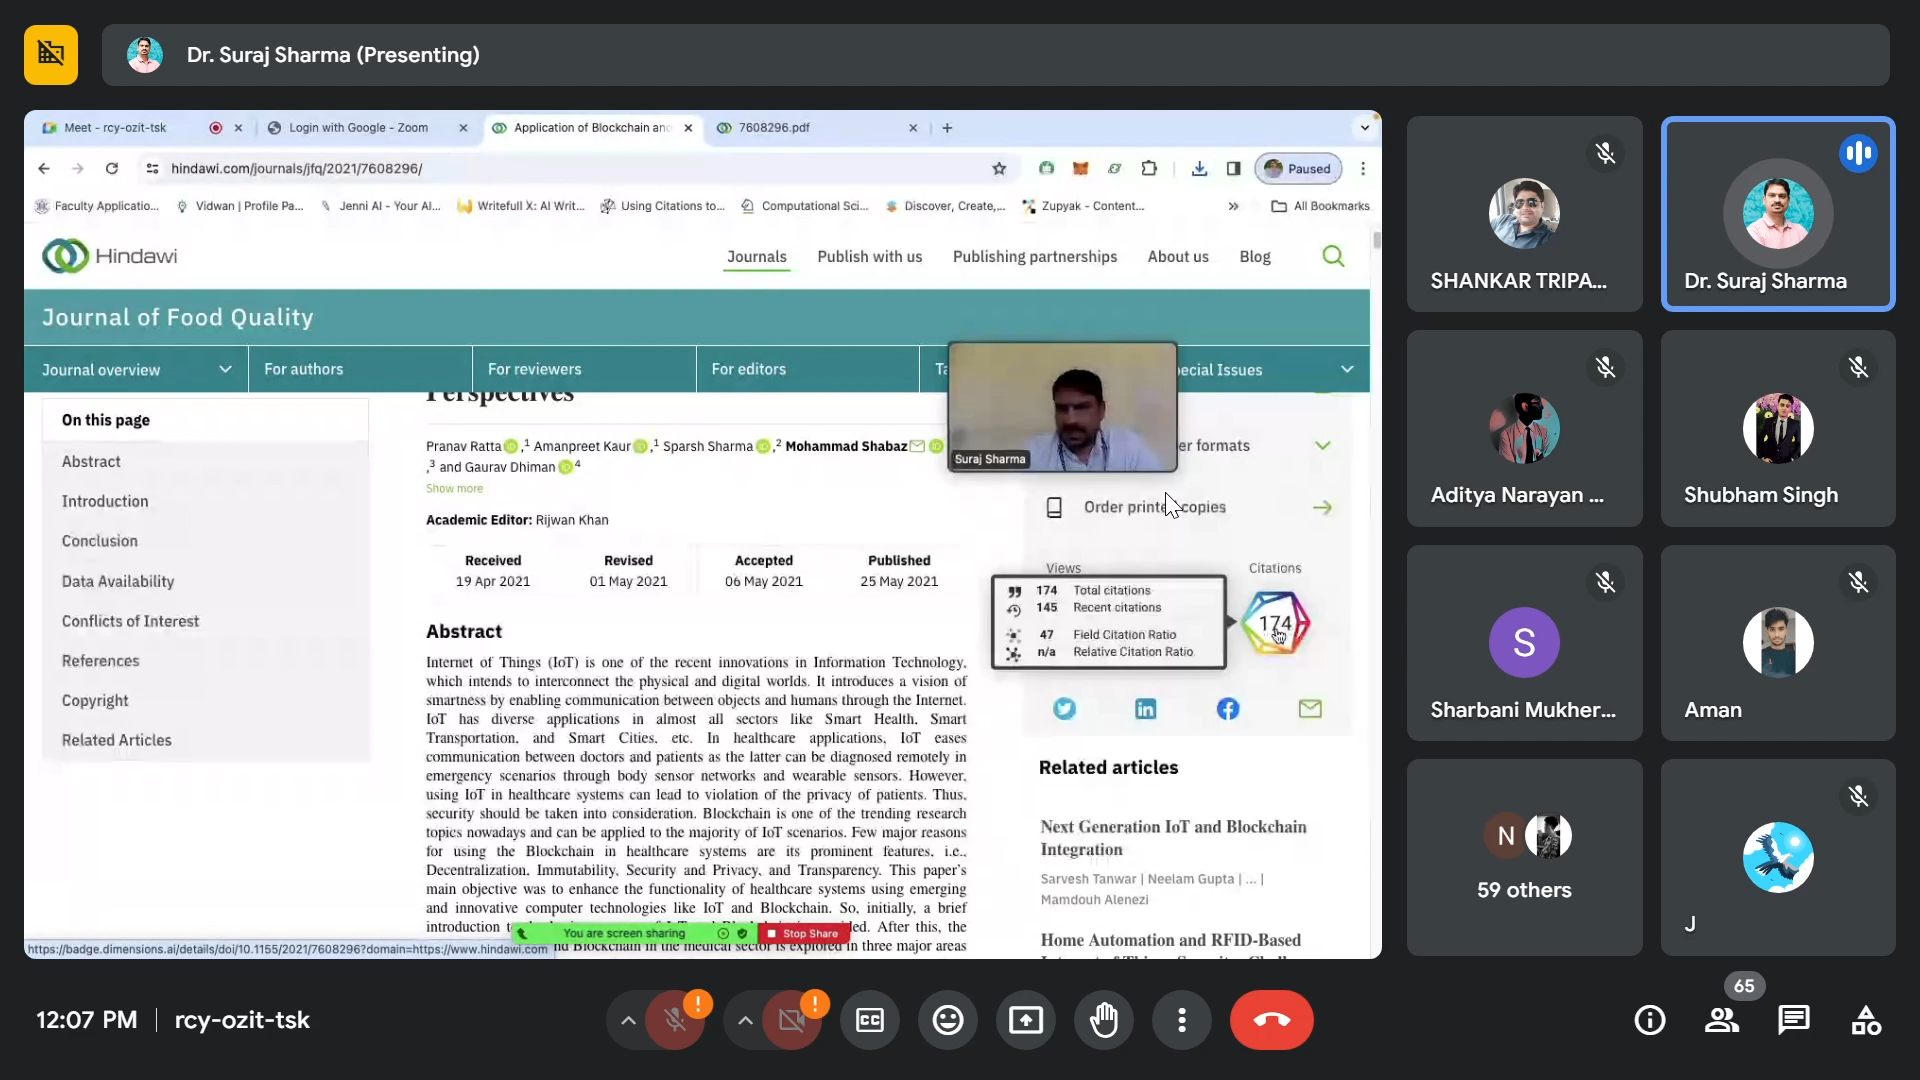 Dr. Suraj Sharma (Presenting)
Meet - rcy-ozit-tsk
Login with Google - Zoom
Application of Blockchain and
7608296.pdf
hindawi.com/journals/jfq/2021/7608296/
Paused
Faculty Applicatio...
Vidwan | Profile Pa...
Jenni AI - Your AI...
Writefull X: AI Writ...
Using Citations to...
Computational Sci...
Discover, Create,...
Zupyak - Content...
»
All Bookmarks
Hindawi
Journals
Publish with us
Publishing partnerships
About us
Blog
Journal of Food Quality
Journal overview
For authors
For reviewers
For editors
Ta
ecial Issues
On this page
Abstract
Introduction
Conclusion
Data Availability
Conflicts of Interest
References
Copyright
Related Articles
Perspectives
Pranav Ratta ,1 Amanpreet Kaur ,1 Sparsh Sharma ,2 Mohammad Shabaz
,3 and Gaurav Dhiman 4
Show more
Academic Editor: Rijwan Khan
Received Revised Accepted Published
19 Apr 2021 01 May 2021 06 May 2021 25 May 2021
Abstract
Internet of Things (IoT) is one of the recent innovations in Information Technology,
which intends to interconnect the physical and digital worlds. It introduces a vision of
smartness by enabling communication between objects and humans through the Internet.
IoT has diverse applications in almost all sectors like Smart Health, Smart
Transportation, and Smart Cities, etc. In healthcare applications, IoT eases
communication between doctors and patients as the latter can be diagnosed remotely in
emergency scenarios through body sensor networks and wearable sensors. However,
using IoT in healthcare systems can lead to violation of the privacy of patients. Thus,
security should be taken into consideration. Blockchain is one of the trending research
topics nowadays and can be applied to the majority of IoT scenarios. Few major reasons
for using the Blockchain in healthcare systems are its prominent features, i.e.,
Decentralization, Immutability, Security and Privacy, and Transparency. This paper's
main objective was to enhance the functionality of healthcare systems using emerging
and innovative computer technologies like IoT and Blockchain. So, initially, a brief
introduction t ded. After this, the
nd Blockchain in the medical sector is explored in three major areas
You are screen sharing
Stop Share
https://badge.dimensions.ai/details/doi/10.1155/2021/7608296?domain=https://www.hindawi.com
Suraj Sharma
er formats
Order printed copies
Views
Citations
174 Total citations
145 Recent citations
47 Field Citation Ratio
n/a Relative Citation Ratio
174
Related articles
Next Generation IoT and Blockchain
Integration
Sarvesh Tanwar | Neelam Gupta | ... |
Mamdouh Alenezi
Home Automation and RFID-Based
SHANKAR TRIPA...
Dr. Suraj Sharma
Aditya Narayan ...
Shubham Singh
S
Sharbani Mukher...
Aman
N
59 others
J
12:07 PM
rcy-ozit-tsk
CC
65